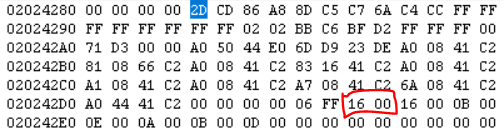 02024280 00 00 00 00 2D CD 86 A8 8D C5 C7 6A C4 CC FF FF
02024290 FF FF FF FF FF FF 02 02 BB C6 BF D2 FF FF FF FF
020242A0 71 D3 00 00 A0 50 44 E0 6D D9 23 DE A0 08 41 C2
020242B0 81 08 66 C2 A0 08 41 C2 83 16 41 C2 A0 08 41 C2
020242C0 A1 08 41 C2 A0 08 41 C2 A7 08 41 C2 6A 08 41 C2
020242D0 A0 44 41 C2 00 00 00 00 06 FF 16 00 16 00 0B 00
020242E0 0E 00 0A 00 0B 00 0D 00 00 00 00 00 00 00 00 00